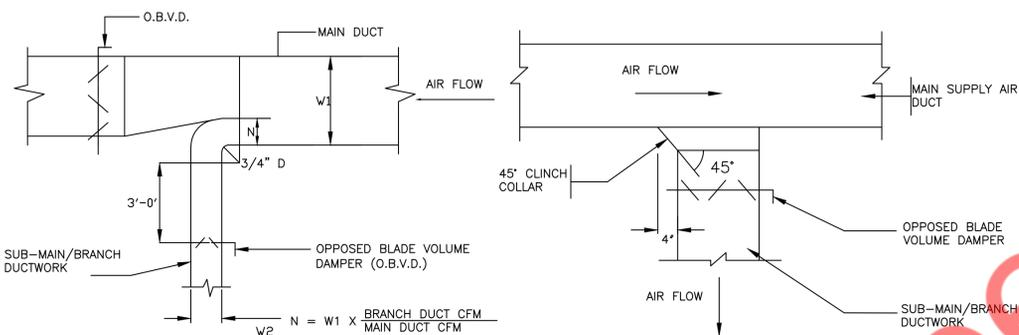 O.B.V.D.
MAIN DUCT
AIR FLOW
W1
N
3/4" D
3'-0'
SUB-MAIN/BRANCH
DUCTWORK
OPPOSED BLADE VOLUME
DAMPER (O.B.V.D.)
W2
N = W1 X BRANCH DUCT CFM
MAIN DUCT CFM
AIR FLOW
MAIN SUPPLY AIR
DUCT
45° CLINCH
COLLAR
45°
4"
OPPOSED BLADE
VOLUME DAMPER
AIR FLOW
SUB-MAIN/BRANCH
DUCTWORK